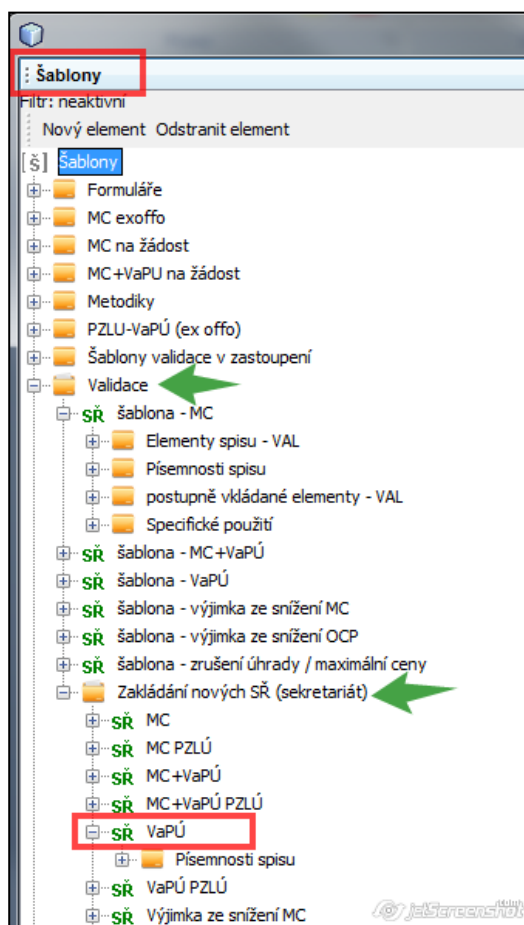 Šablony
Filtr: neaktivní
Nový element Odstranit element
[š] Šablony
Formuláře
MC exoffo
MC na žádost
MC+VaPU na žádost
Metodiky
PZLU-VaPÚ (ex offo)
Šablony validace v zastoupení
Validace
SŘ šablona - MC
Elementy spisu - VAL
Písemnosti spisu
postupně vkládané elementy - VAL
Specifické použití
SŘ šablona - MC+VaPÚ
SŘ šablona - VaPÚ
SŘ šablona - výjimka ze snížení MC
SŘ šablona - výjimka ze snížení OCP
SŘ šablona - zrušení úhrady / maximální ceny
Zakládání nových SŘ (sekretariát)
SŘ MC
SŘ MC PZLÚ
SŘ MC+VaPÚ
SŘ MC+VaPÚ PZLÚ
SŘ VaPÚ
Písemnosti spisu
SŘ VaPÚ PZLÚ
SŘ Výjimka ze snížení MC
jetScreenshot